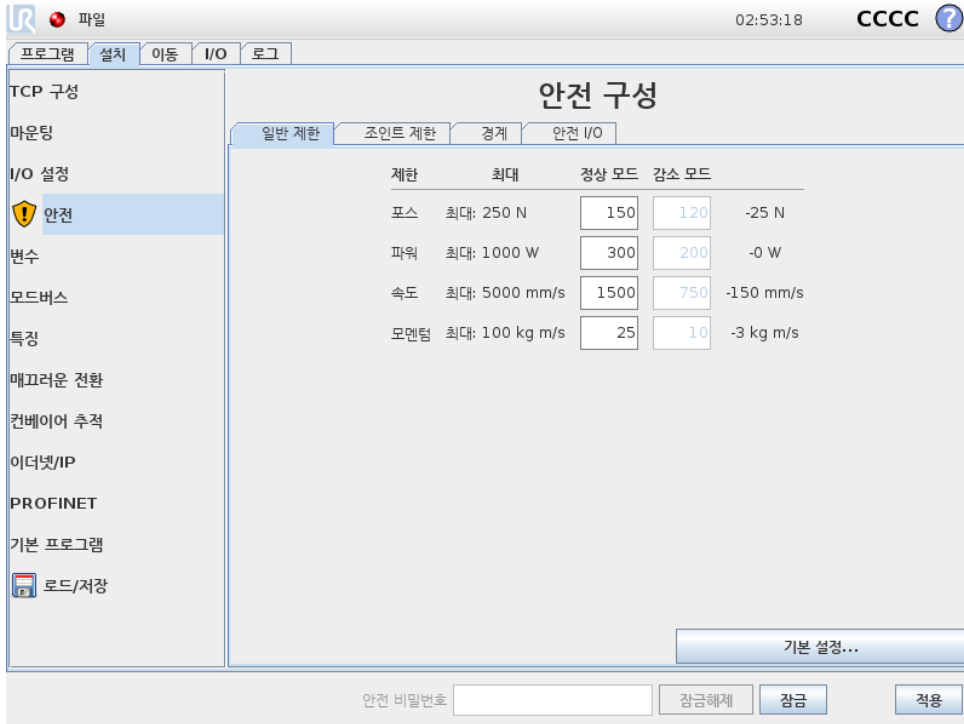 UR 파일 02:53:18 CCCC ?
프로그램 설치 이동 I/O 로그
TCP 구성
마운팅
I/O 설정
안전
변수
모드버스
특징
매끄러운 전환
컨베이어 추적
이더넷/IP
PROFINET
기본 프로그램
로드/저장
안전 구성
일반 제한 조인트 제한 경계 안전 I/O
제한 최대 정상 모드 감소 모드
포스 최대: 250 N 150 120 -25 N
파워 최대: 1000 W 300 200 -0 W
속도 최대: 5000 mm/s 1500 750 -150 mm/s
모멘텀 최대: 100 kg m/s 25 10 -3 kg m/s
기본 설정...
안전 비밀번호 잠금해제 잠금 적용